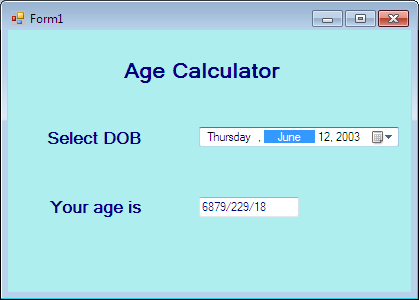 Form1
Age Calculator
Select DOB
Thursday , June 12, 2003
Your age is
6879/229/18